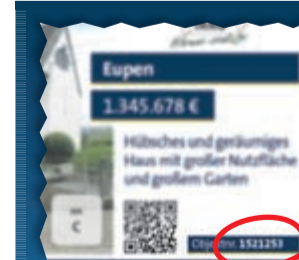 Eupen
1.345.678 €
Hübsches und geräumiges
Haus mit großer Nutzfläche
und großem Garten
C
Objektnr. 1521253